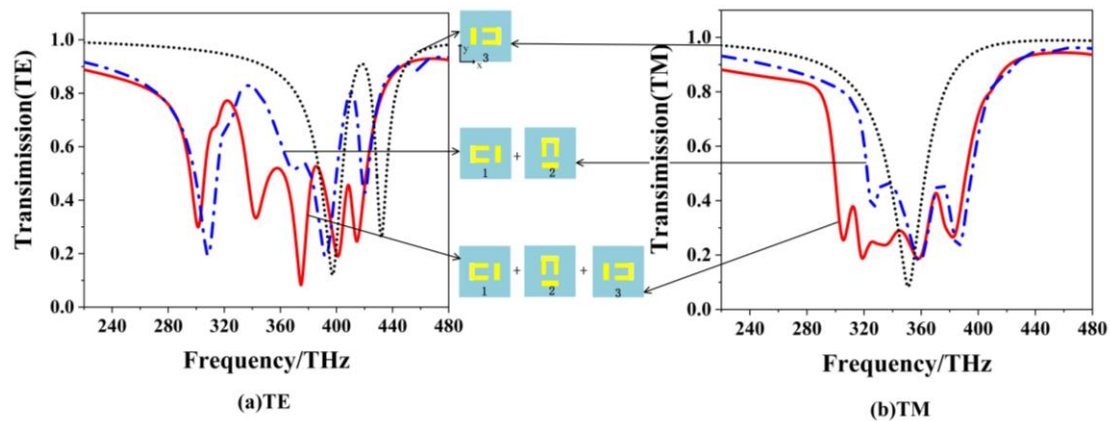 Transimission(TE)
1.0
0.8
0.6
0.4
0.2
0.0
240 280 320 360 400 440 480
Frequency/THz
(a)TE
y
x
3
1 + 2
1 + 2 + 3
Transimission(TM)
1.0
0.8
0.6
0.4
0.2
0.0
240 280 320 360 400 440 480
Frequency/THz
(b)TM